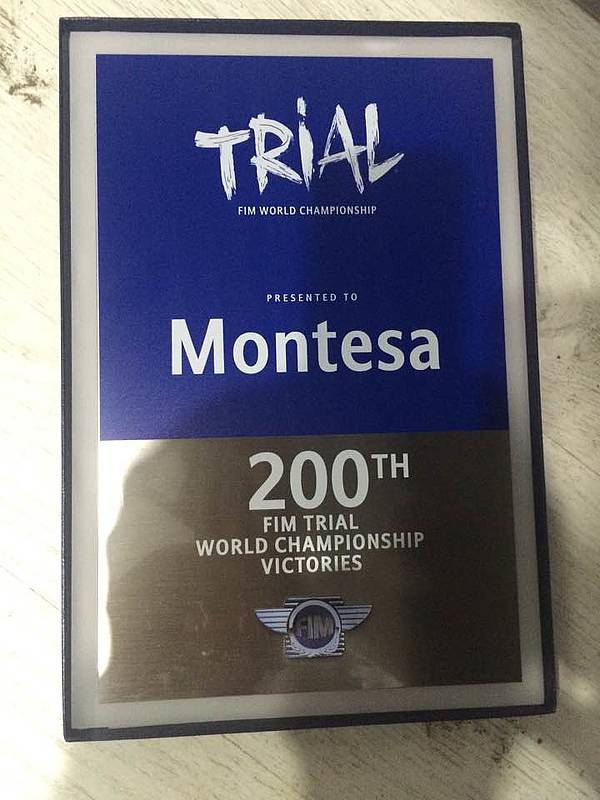 TRiAL
FIM WORLD CHAMPIONSHIP
PRESENTED TO
Montesa
200TH
FIM TRIAL
WORLD CHAMPIONSHIP
VICTORIES
FIM